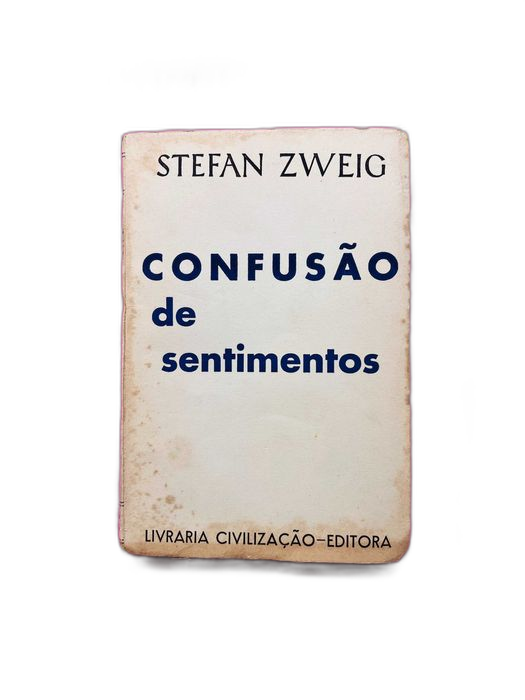 STEFAN ZWEIG
CONFUSÃO
de
sentimentos
LIVRARIA CIVILIZAÇÃO-EDITORA